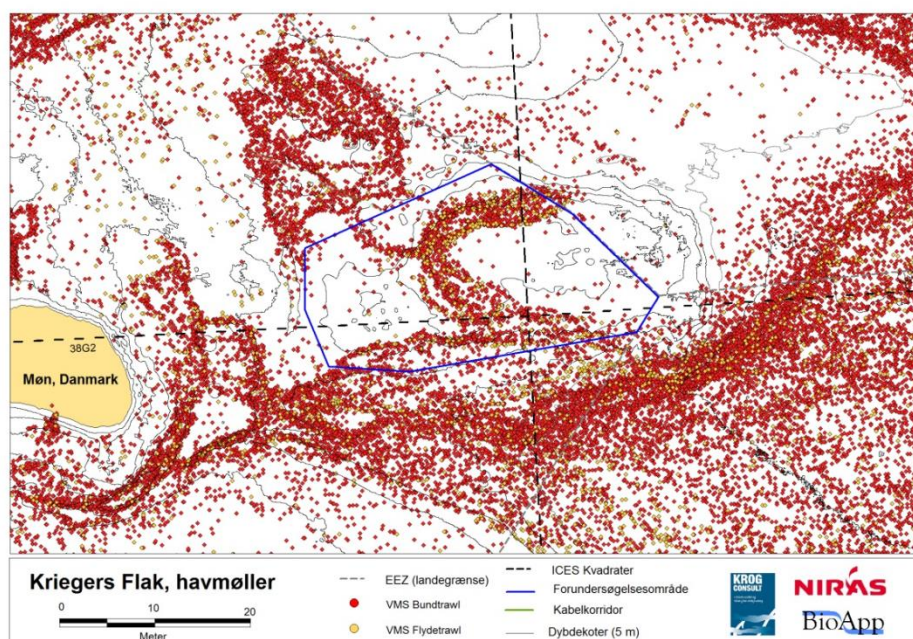 38G2
Møn, Danmark
Kriegers Flak, havmøller
0 10 20
Meter
EEZ (landegrænse)
VMS Bundtrawl
VMS Flydetrawl
ICES Kvadrater
Forundersøgelsesområde
Kabelkorridor
Dybdekoter (5 m)
KROG
CONSULT
NIRAS
BioApp